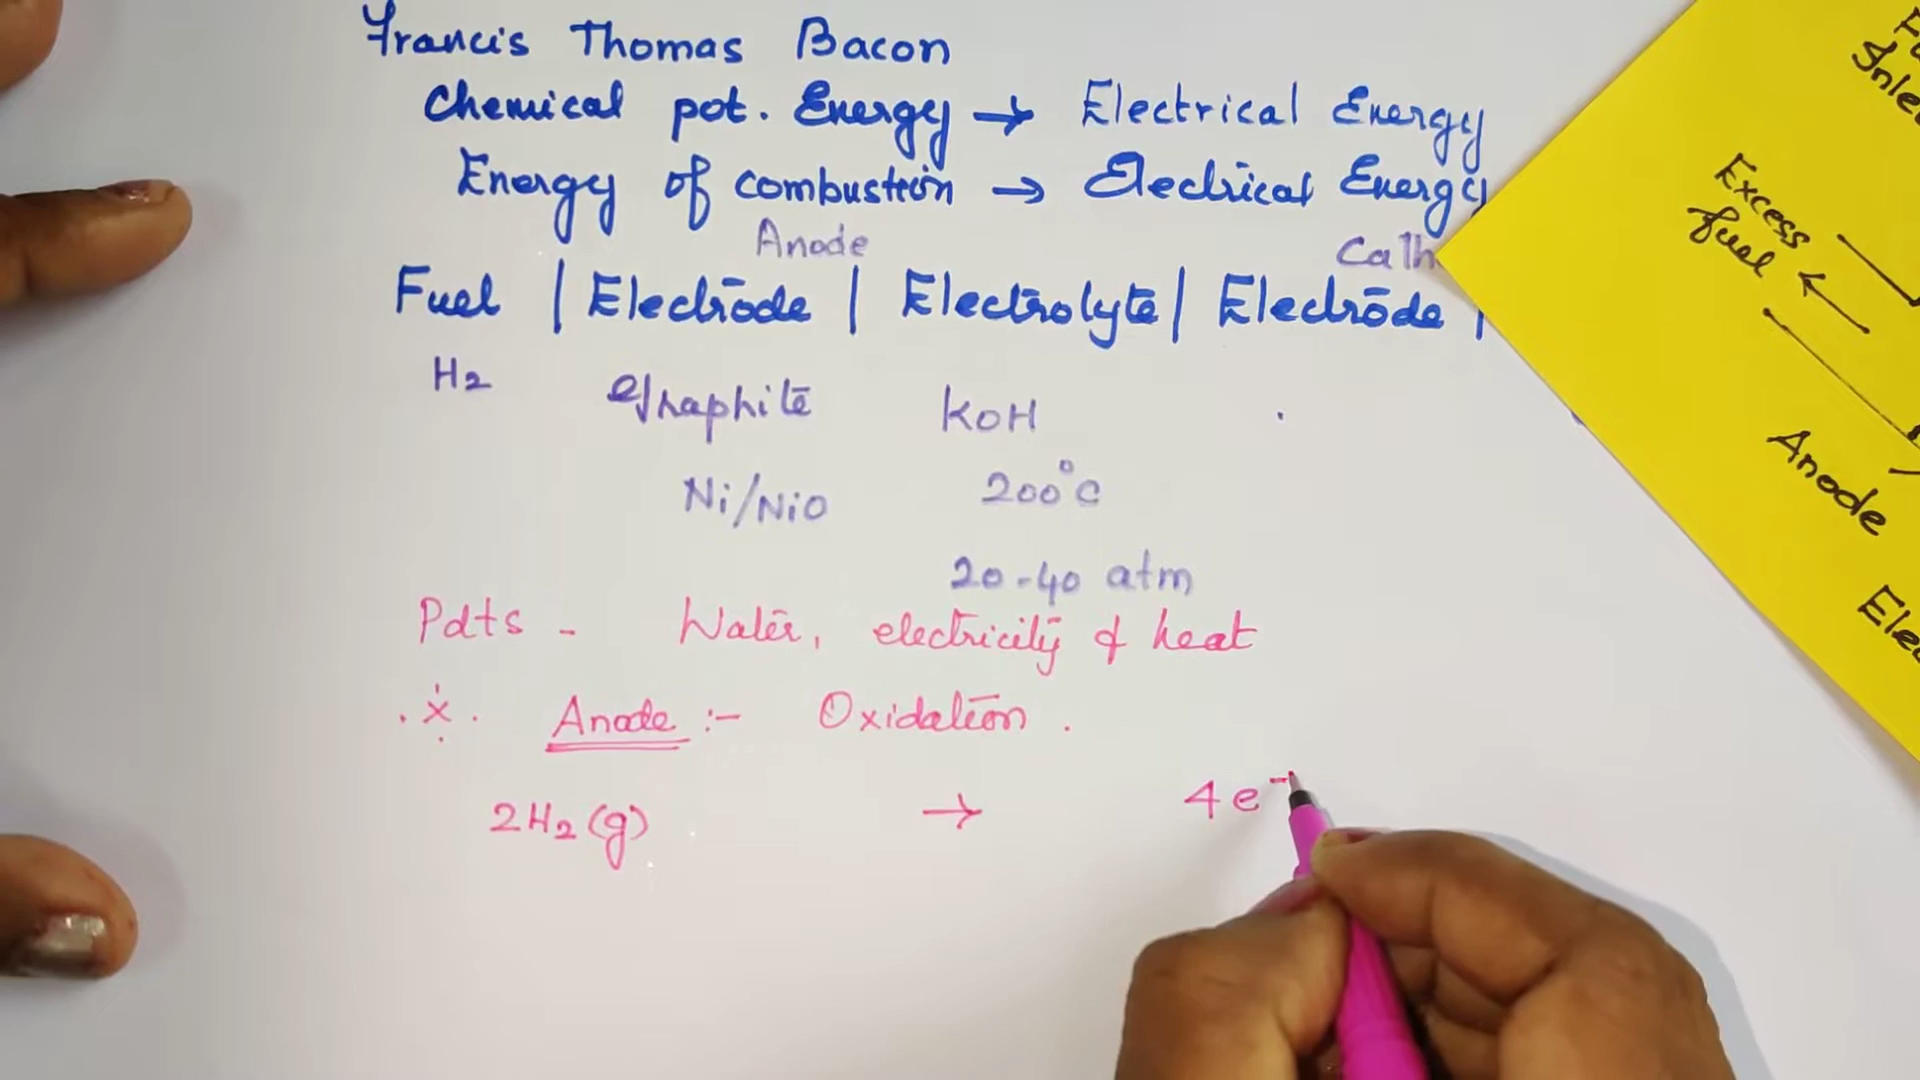 Francis Thomas Bacon
Chemical pot. Energy → Electrical Energy
Energy of combustion → Electrical Energy
Anode Cath
Fuel | Electrode | Electrolyte | Electrode |
H2 Graphite KOH
Ni/NiO 200°C
20-40 atm
Pdts - Water, electricity & heat
Anode :- Oxidation.
2H2(g) → 4e-
Inle
Excess
fuel ←
Anode
Elec